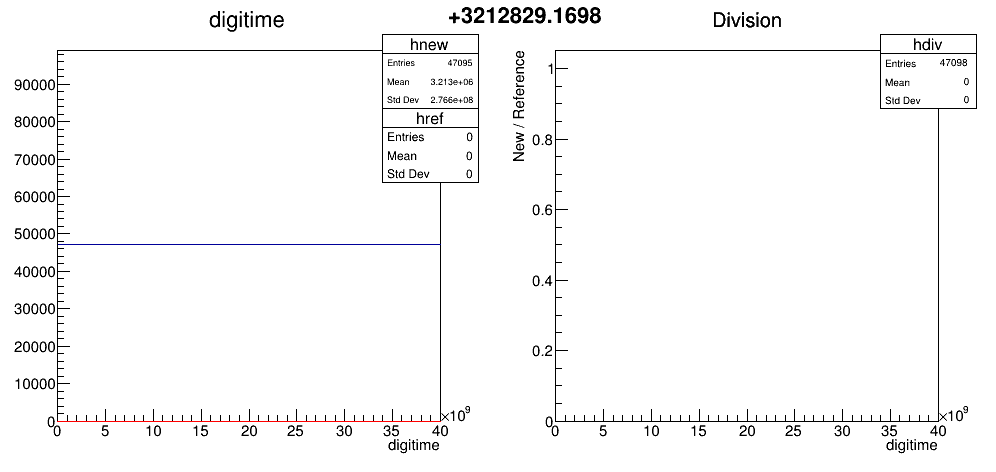 +3212829.1698
digitime
hnew
Entries 47095
Mean 3.213e+06
Std Dev 2.766e+08
href
Entries 0
Mean 0
Std Dev 0
90000
80000
70000
60000
50000
40000
30000
20000
10000
0
0 5 10 15 20 25 30 35 40
×10⁹
digitime
Division
hdiv
Entries 47098
Mean 0
Std Dev 0
New / Reference
1
0.8
0.6
0.4
0.2
0
0 5 10 15 20 25 30 35 40
×10⁹
digitime